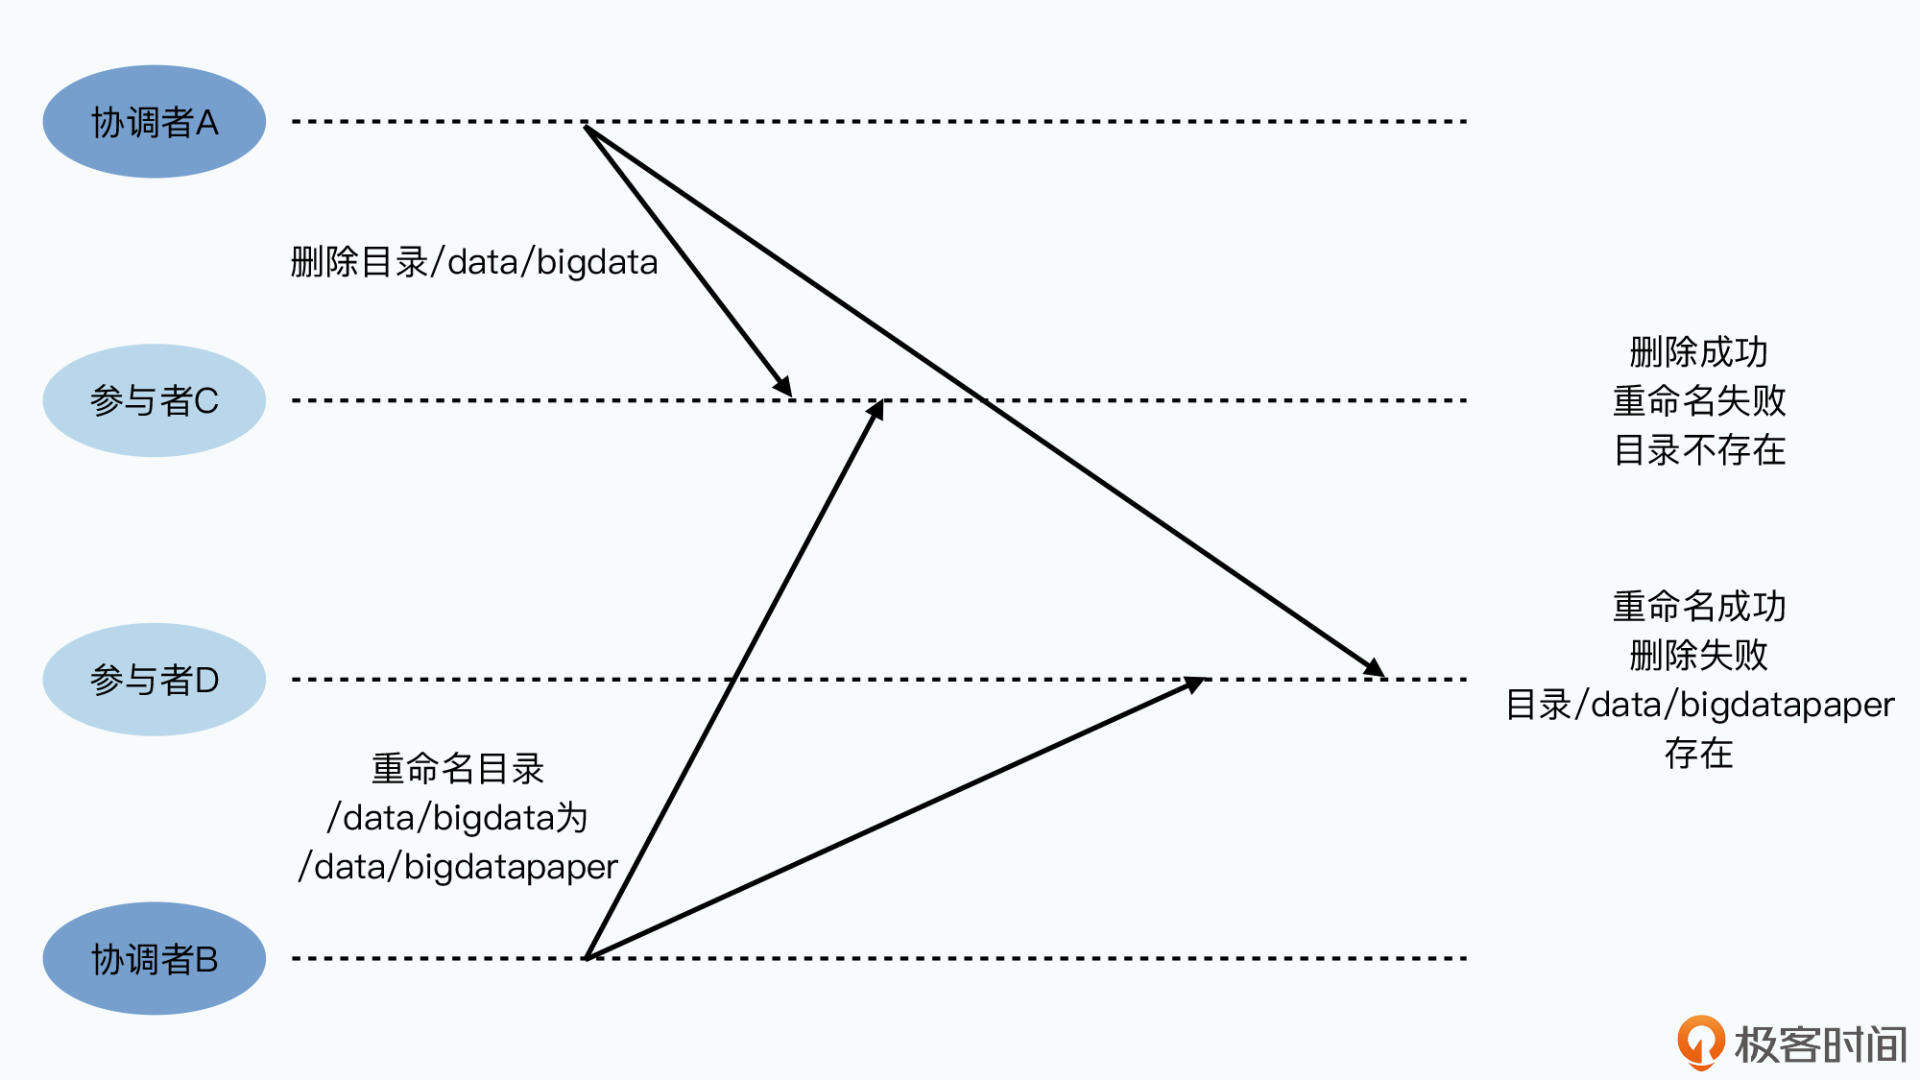 协调者A
删除目录/data/bigdata
参与者C
删除成功
重命名失败
目录不存在
参与者D
重命名成功
删除失败
目录/data/bigdatapaper
存在
重命名目录
/data/bigdata为
/data/bigdatapaper
协调者B
极客时间